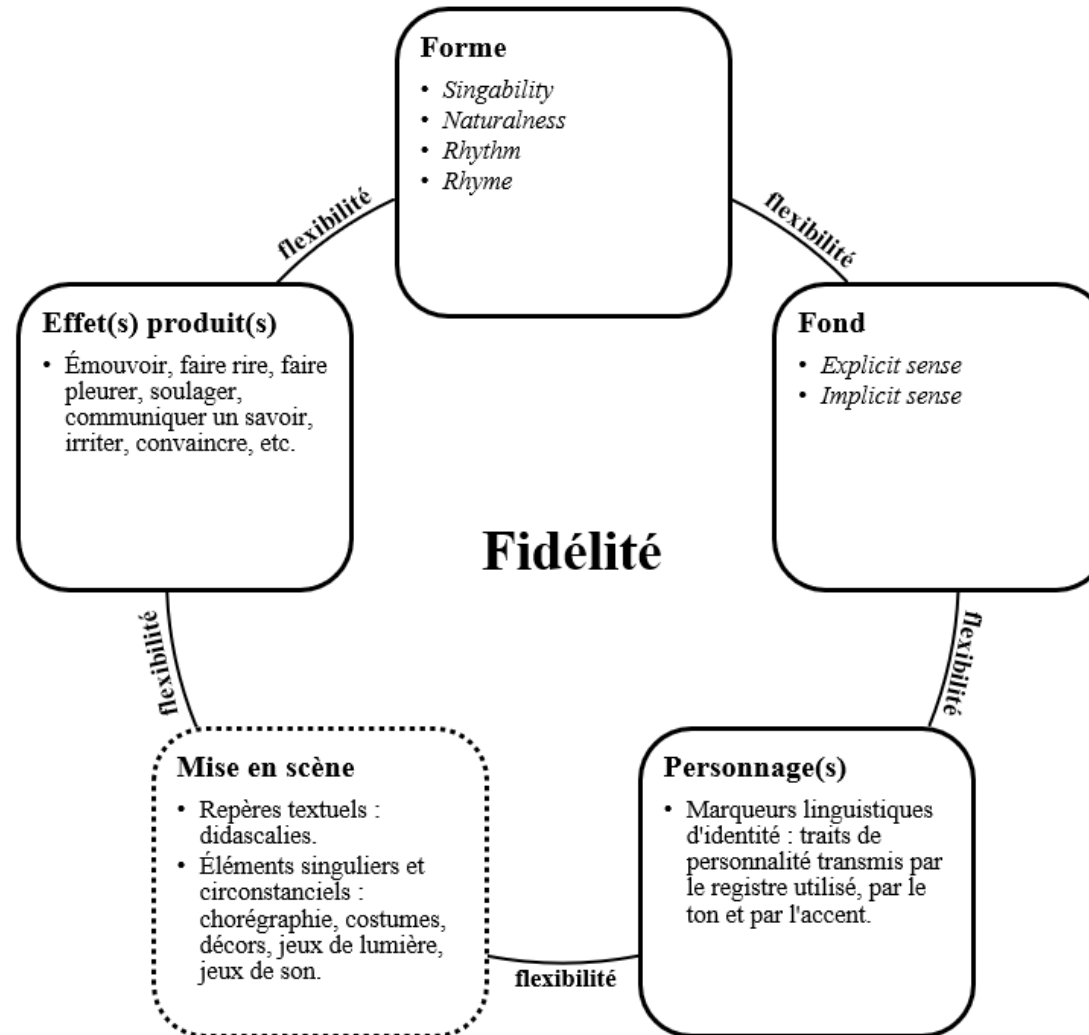 Forme
• Singability
• Naturalness
• Rhythm
• Rhyme
flexibilité
flexibilité
Effet(s) produit(s)
• Émouvoir, faire rire, faire
pleurer, soulager,
communiquer un savoir,
irriter, convaincre, etc.
Fond
• Explicit sense
• Implicit sense
Fidélité
flexibilité
flexibilité
Mise en scène
• Repères textuels :
didascalies.
• Éléments singuliers et
circonstanciels :
chorégraphie, costumes,
décors, jeux de lumière,
jeux de son.
Personnage(s)
• Marqueurs linguistiques
d'identité : traits de
personnalité transmis par
le registre utilisé, par le
ton et par l'accent.
flexibilité